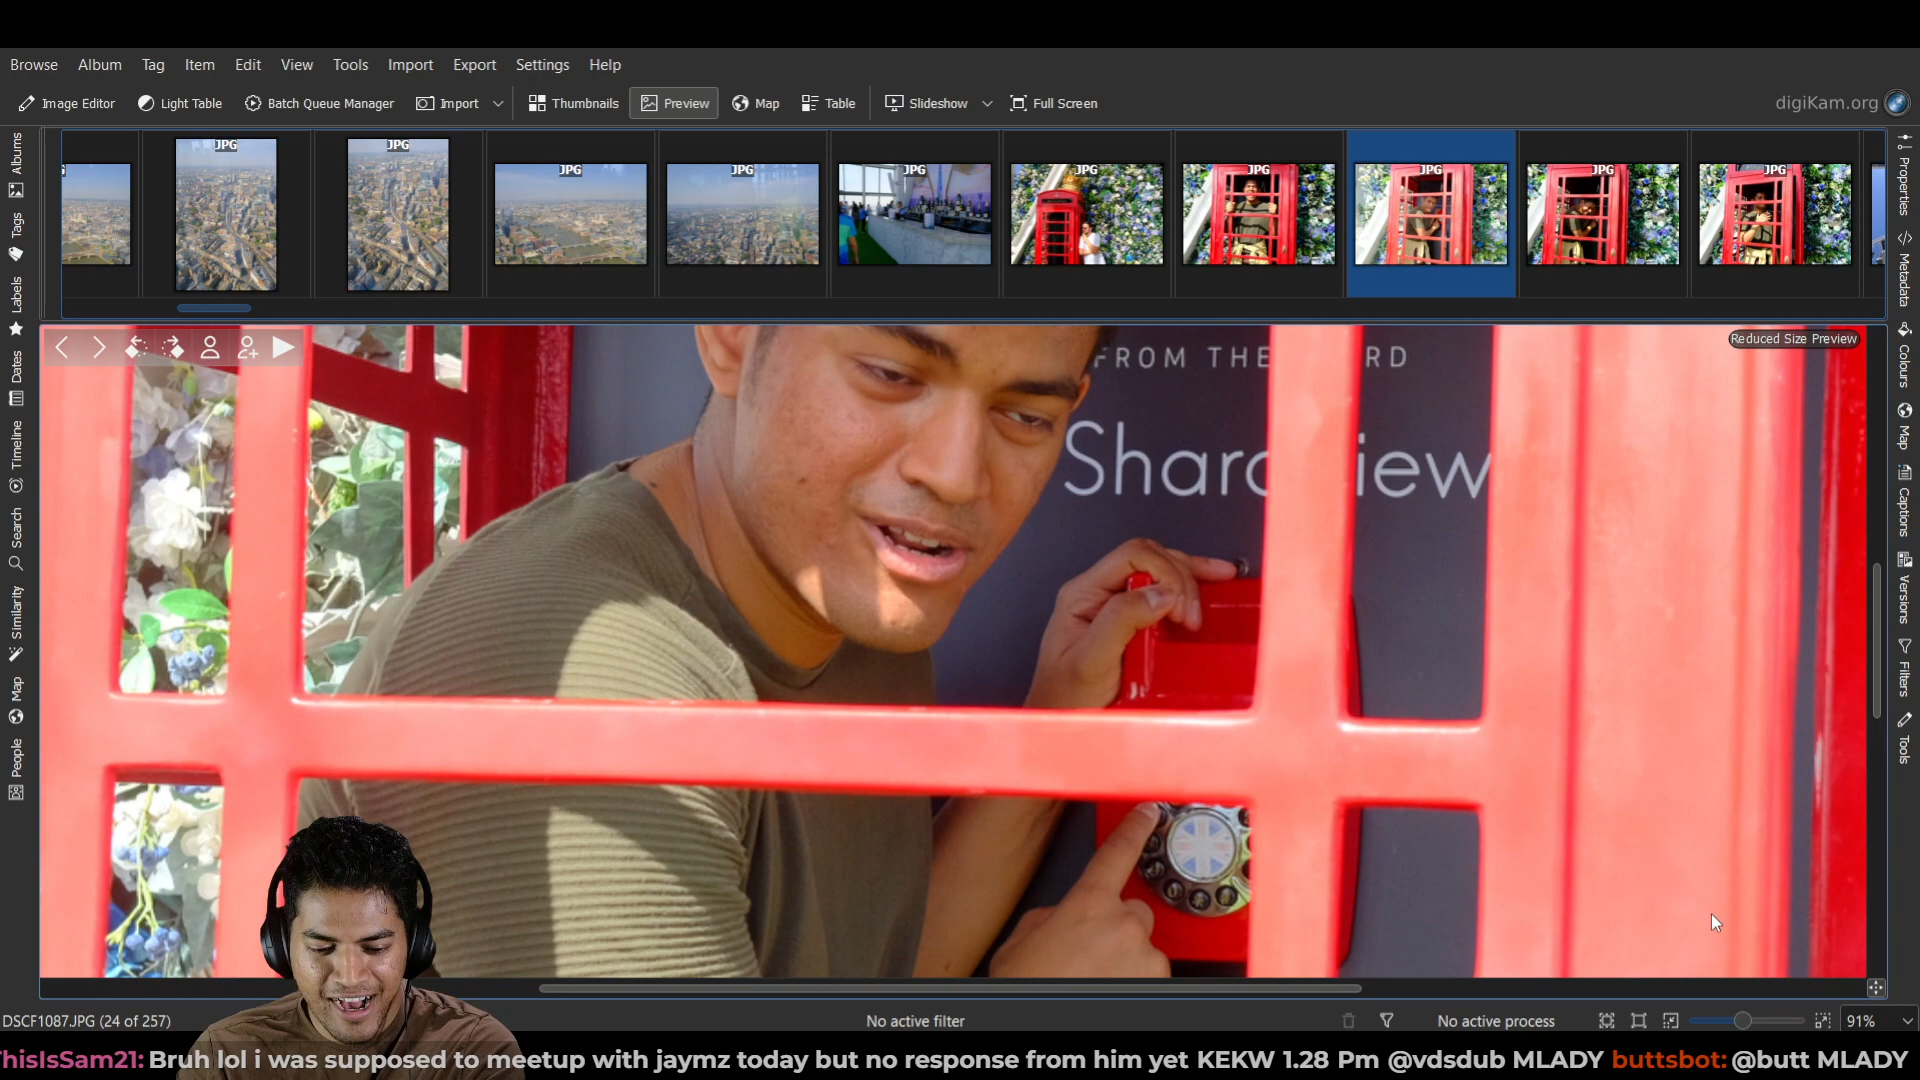 Browse Album Tag Item Edit View Tools Import Export Settings Help
Image Editor Light Table Batch Queue Manager Import Thumbnails Preview Map Table Slideshow Full Screen digiKam.org
JPG JPG JPG JPG JPG JPG JPG JPG JPG JPG
Albums
Tags
Labels
Dates
Timeline
Search
Similarity
Map
People
Reduced Size Preview
FROM THE RD
Shar iew
Properties
Metadata
Colours
Map
Captions
Versions
Filters
Tools
DSCF1087.JPG (24 of 257) No active filter No active process 91%
hisIsSam21: Bruh lol i was supposed to meetup with jaymz today but no response from him yet KEKW 1.28 Pm @vdsdub MLADY buttsbot: @butt MLADY